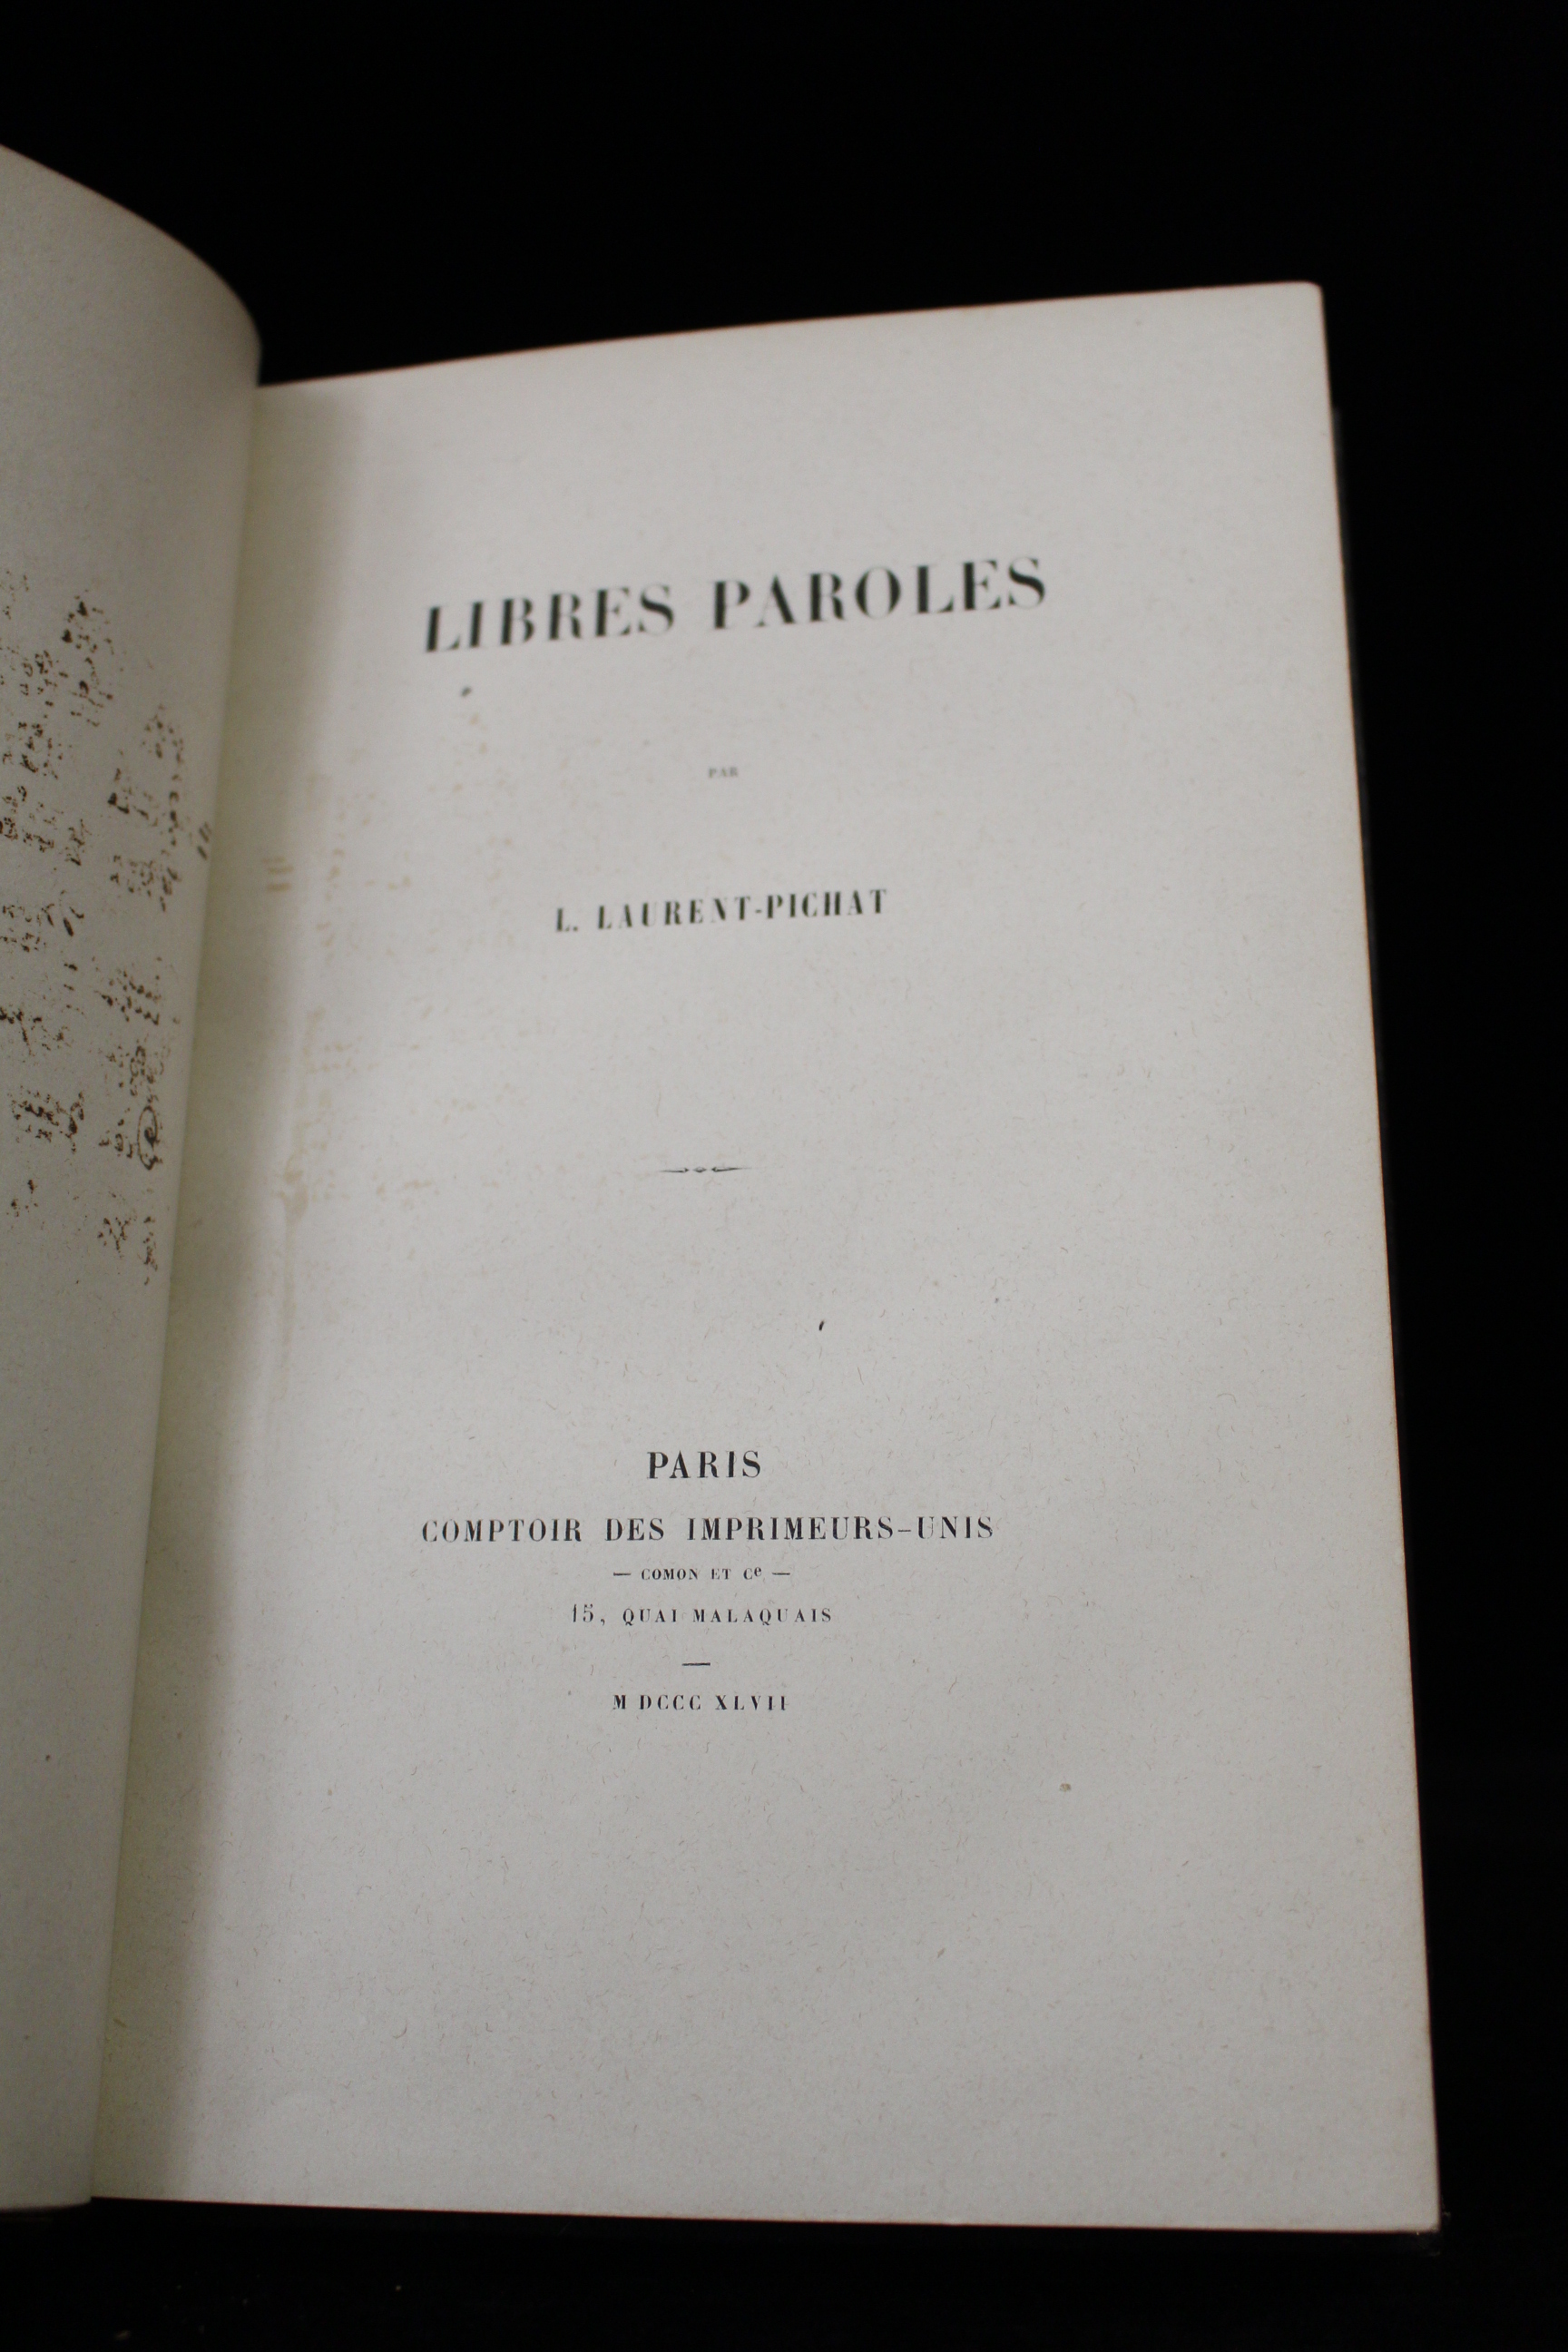 LIBRES PAROLES
PAR
L. LAURENT-PICHAT
PARIS
COMPTOIR DES IMPRIMEURS-UNIS
— COMON ET Ce —
15, QUAI MALAQUAIS
M DCCC XLVII